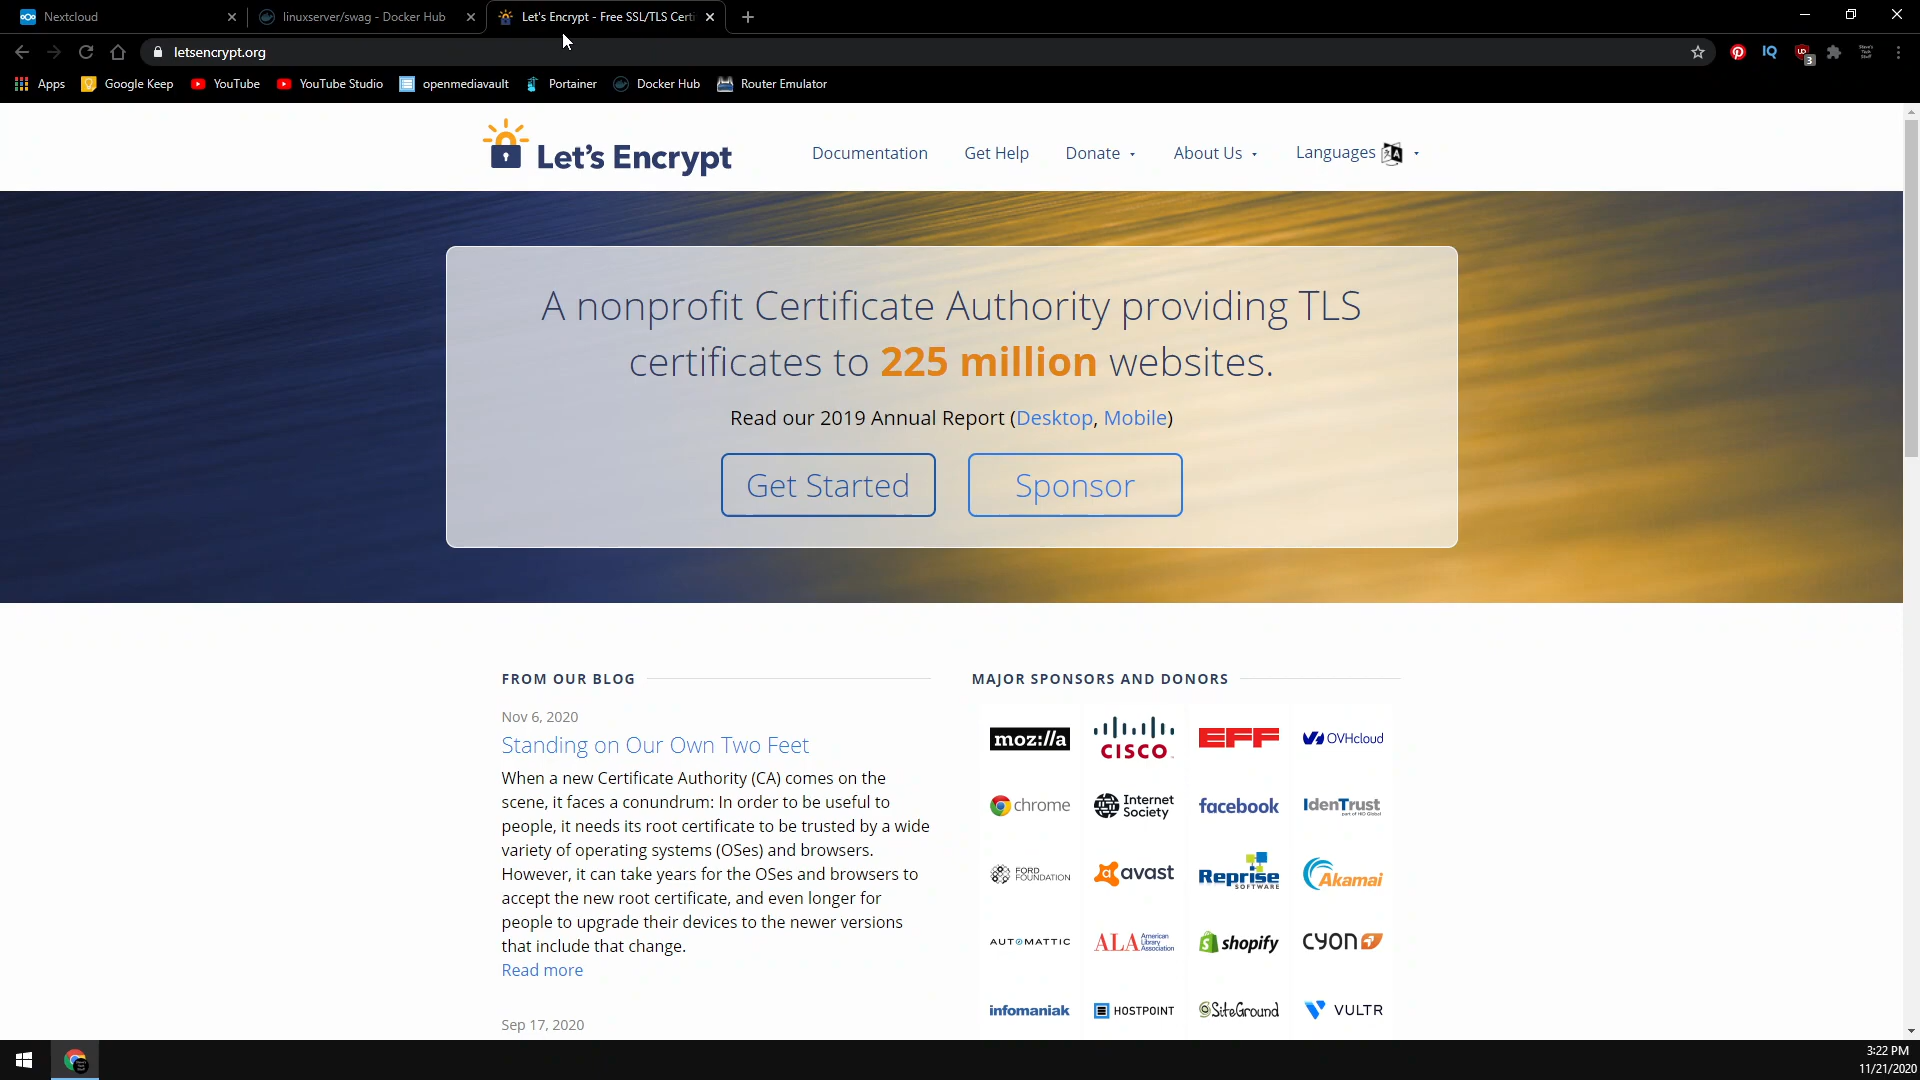 Nextcloud
linuxserver/swag - Docker Hub
Let's Encrypt - Free SSL/TLS Certi
letsencrypt.org
3
Apps
Google Keep
YouTube
YouTube Studio
openmediavault
Portainer
Docker Hub
Router Emulator
Let's Encrypt
Documentation
Get Help
Donate
About Us
Languages
A nonprofit Certificate Authority providing TLS
certificates to 225 million websites.
Read our 2019 Annual Report (Desktop, Mobile)
Get Started
Sponsor
FROM OUR BLOG
Nov 6, 2020
Standing on Our Own Two Feet
When a new Certificate Authority (CA) comes on the
scene, it faces a conundrum: In order to be useful to
people, it needs its root certificate to be trusted by a wide
variety of operating systems (OSes) and browsers.
However, it can take years for the OSes and browsers to
accept the new root certificate, and even longer for
people to upgrade their devices to the newer versions
that include that change.
Read more
Sep 17, 2020
MAJOR SPONSORS AND DONORS
moz://a
CISCO
EFF
OVHcloud
chrome
Internet
Society
facebook
IdenTrust
part of HID Global
FORD
FOUNDATION
avast
Reprise
SOFTWARE
Akamai
AUTOMATTIC
ALA American
Library
Association
shopify
CYON
infomaniak
HOSTPOINT
SiteGround
VULTR
3:22 PM
11/21/2020